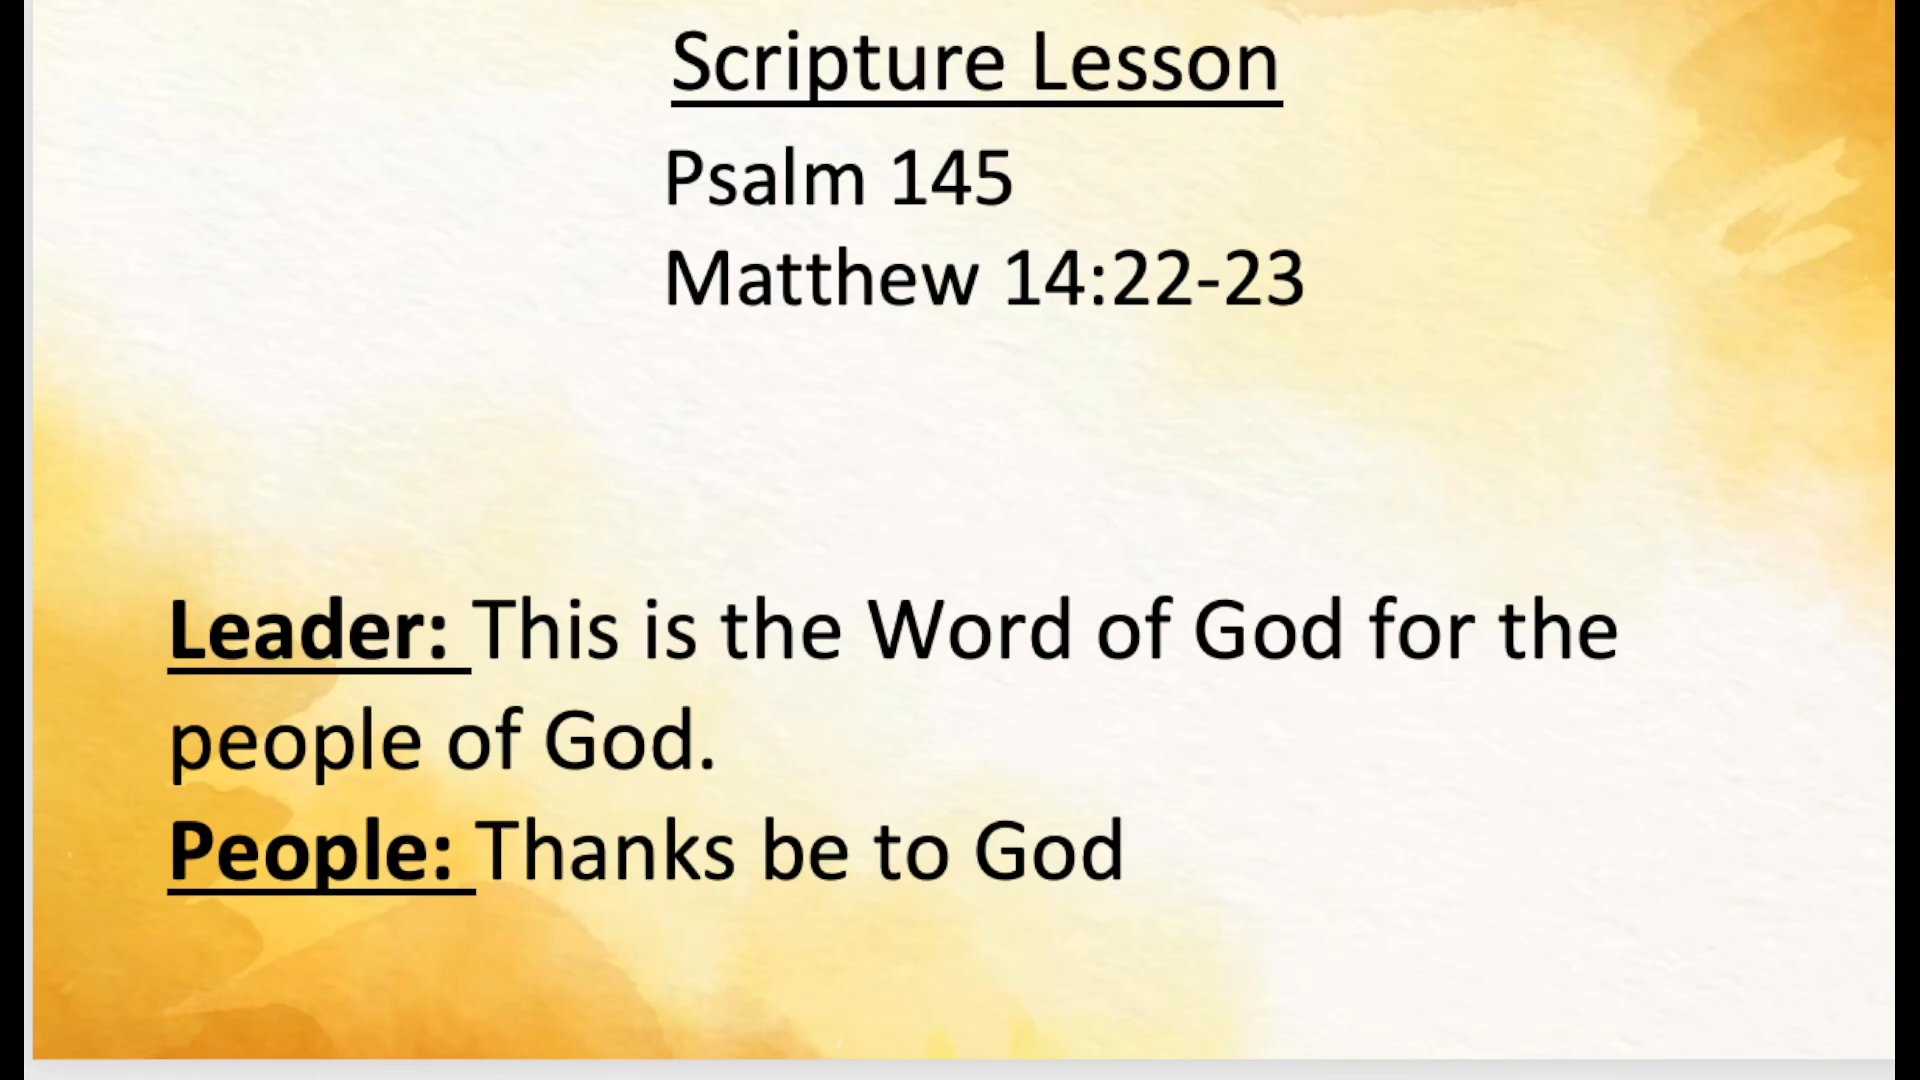 Scripture Lesson
Psalm 145
Matthew 14:22-23
Leader: This is the Word of God for the
people of God.
People: Thanks be to God